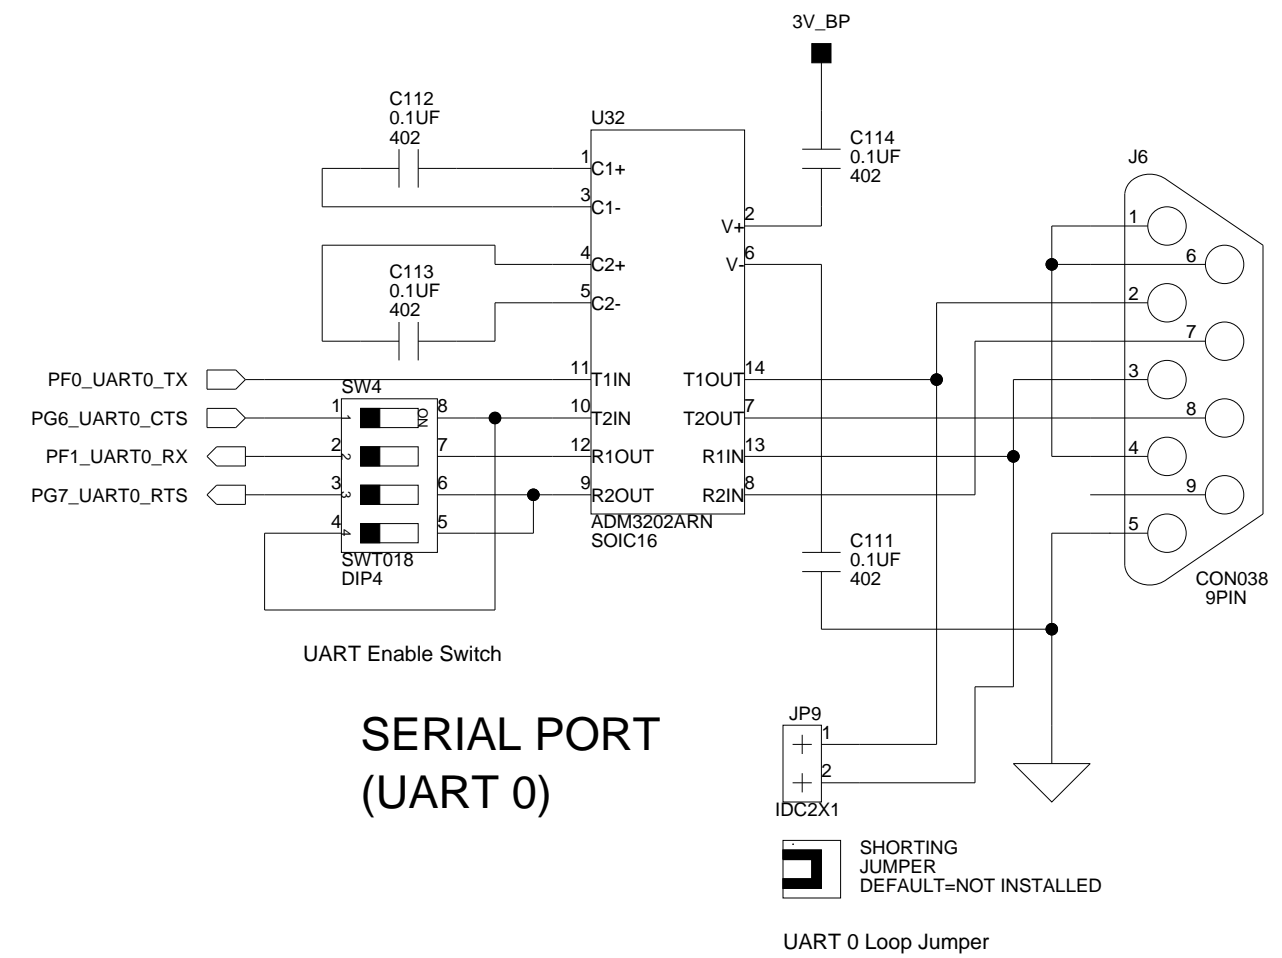 3V_BP
C112
0.1UF
402
U32
C114
0.1UF
402
J6
1
C1+
3
C1-
2
V+
6
V-
4
C2+
C113
0.1UF
402
5
C2-
1
6
2
7
3
8
4
9
5
PF0_UART0_TX
11
T1IN
T1OUT
14
SW4
PG6_UART0_CTS
1
1
ON
8
10
T2IN
T2OUT
7
PF1_UART0_RX
2
2
7
12
R1OUT
R1IN
13
PG7_UART0_RTS
3
3
6
9
R2OUT
R2IN
8
4
4
5
ADM3202ARN
SOIC16
SWT018
DIP4
C111
0.1UF
402
CON038
9PIN
UART Enable Switch
SERIAL PORT
(UART 0)
JP9
1
2
IDC2X1
SHORTING
JUMPER
DEFAULT=NOT INSTALLED
UART 0 Loop Jumper